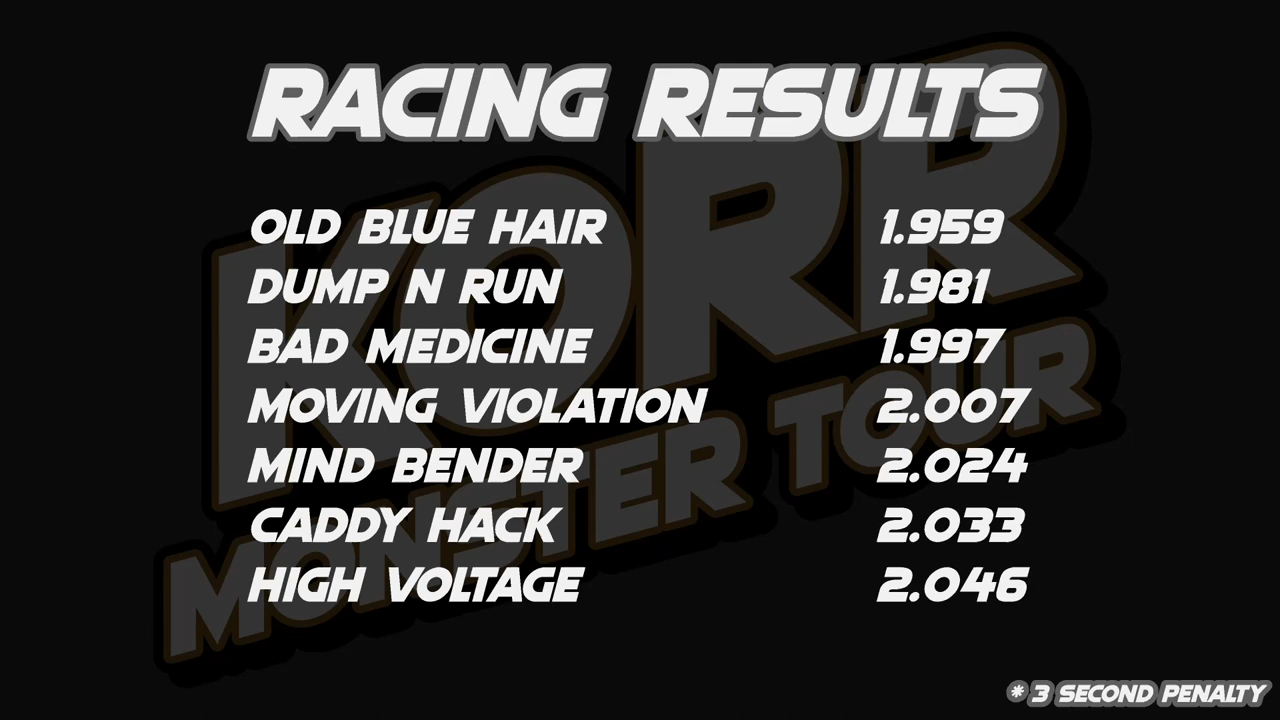 RACING RESULTS
OLD BLUE HAIR 1.959
DUMP N RUN 1.981
BAD MEDICINE 1.997
MOVING VIOLATION 2.007
MIND BENDER 2.024
CADDY HACK 2.033
HIGH VOLTAGE 2.046
KORR
MONSTER TOUR
* 3 SECOND PENALTY